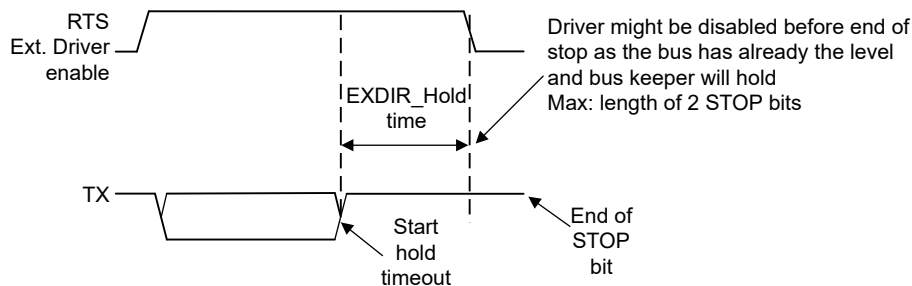 RTS
Ext. Driver
enable
Driver might be disabled before end of
stop as the bus has already the level
and bus keeper will hold
Max: length of 2 STOP bits
EXDIR_Hold
time
TX
Start
hold
timeout
End of
STOP
bit